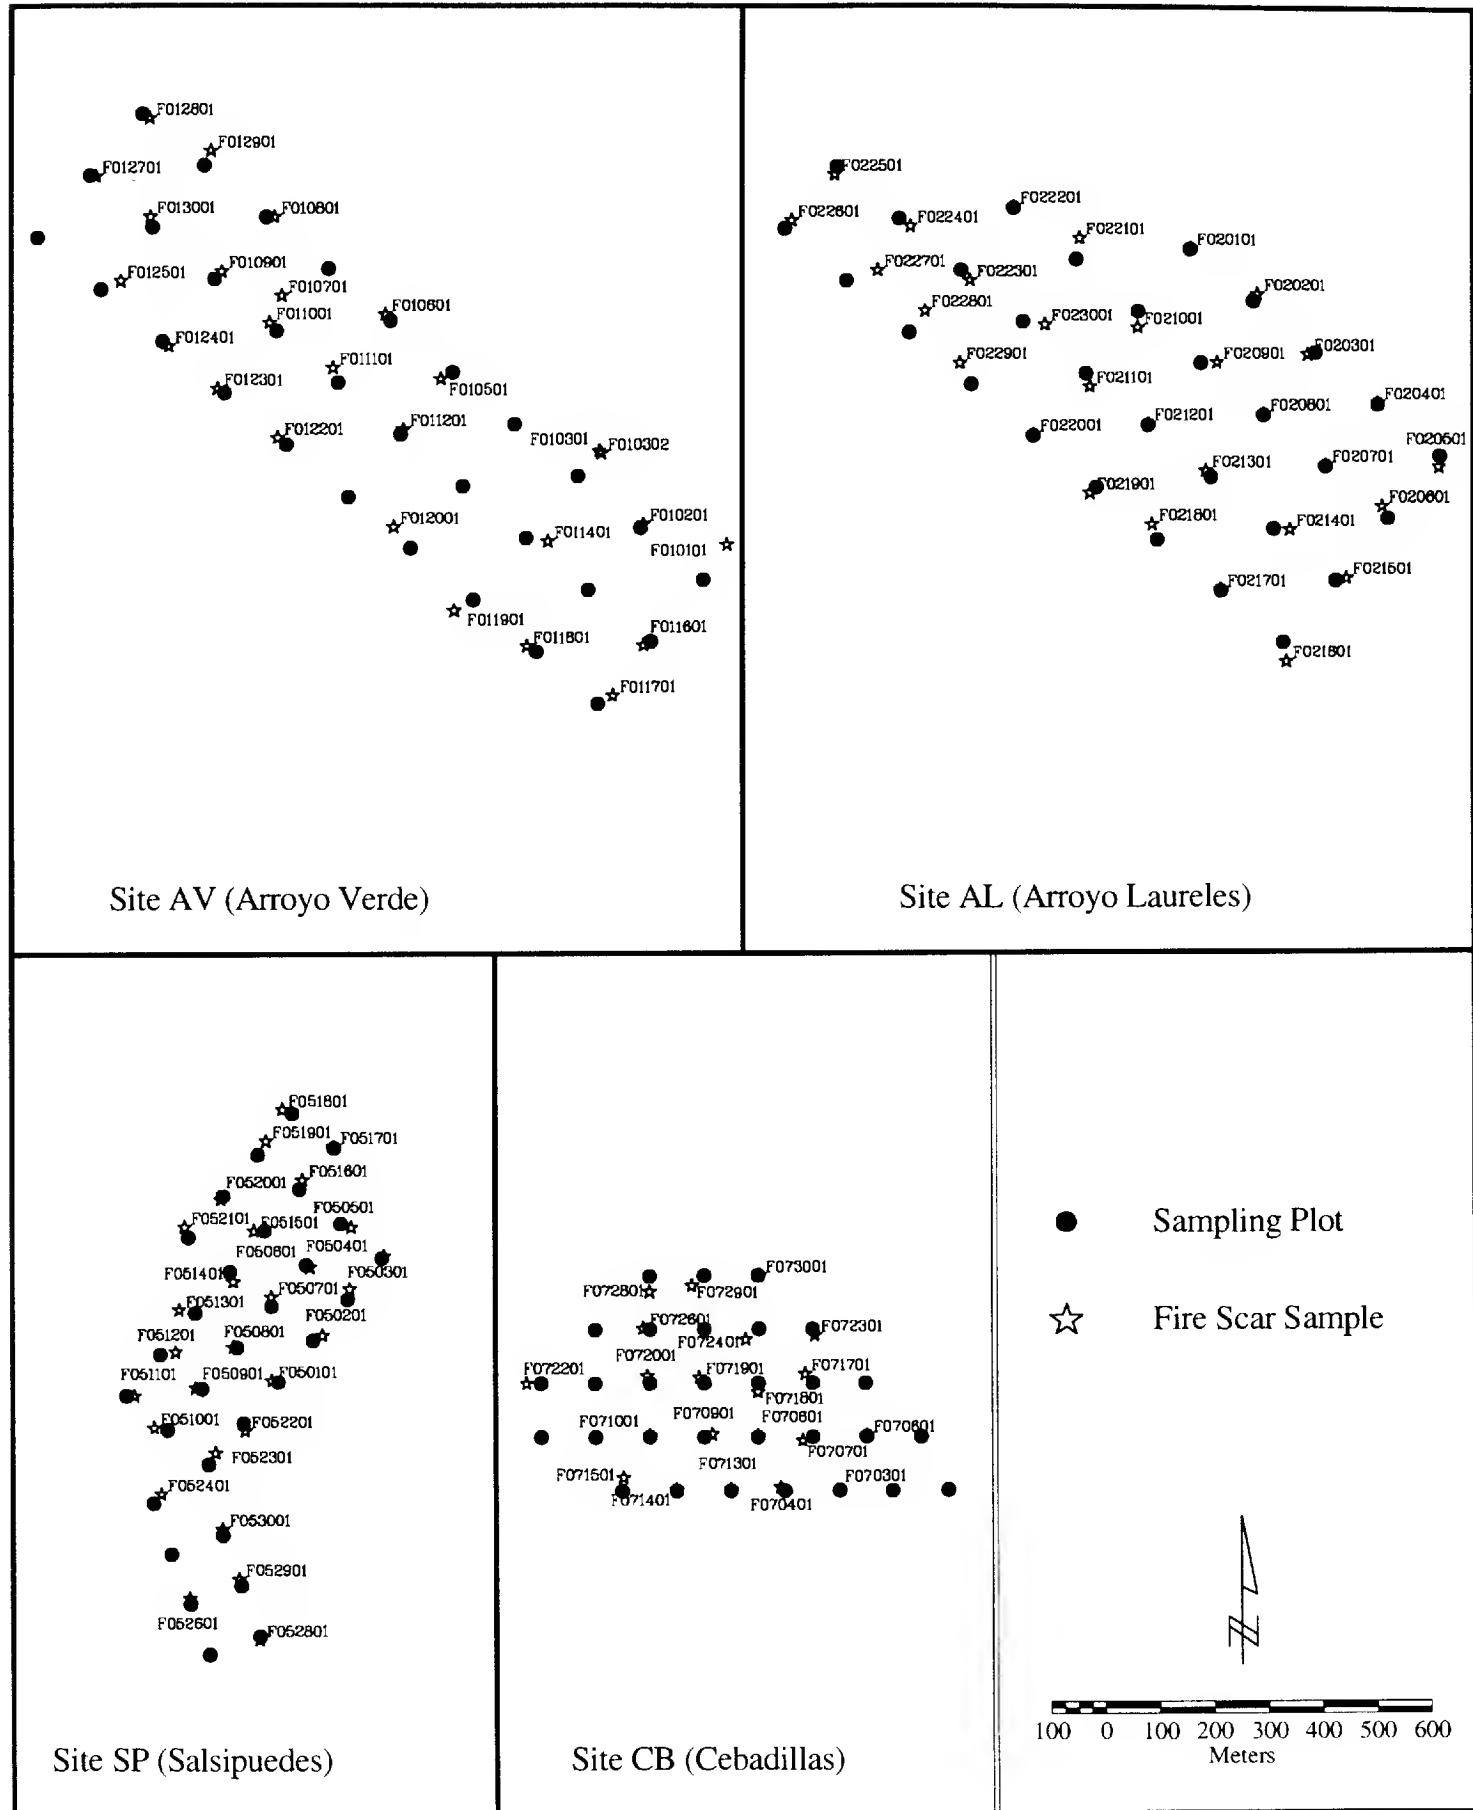 F012801
F012901
F012701
F013001
F010801
F012501
F010901
F010701
F010601
F011001
F012401
F011101
F012301
F010501
F012201
F011201
F010301
F010302
F012001
F010201
F011401
F010101
F011901
F011801
F011601
F011701
Site AV (Arroyo Verde)
F022501
F022201
F022601
F022401
F022101
F020101
F022701
F022301
F020201
F022801
F023001
F021001
F022901
F020901
F020301
F021101
F020401
F022001
F021201
F020801
F020501
F021301
F020701
F021901
F020601
F021801
F021401
F021701
F021501
F021601
Site AL (Arroyo Laureles)
F051801
F051901
F051701
F051601
F052001
F050501
F052101
F051501
F050601
F050401
F051401
F050301
F050701
F051301
F050201
F051201
F050801
F051101
F050901
F050101
F051001
F052201
F052301
F052401
F053001
F052901
F052601
F052801
Site SP (Salsipuedes)
F073001
F072801
F072901
F072601
F072301
F072401
F072001
F072201
F071901
F071701
F071801
F071001
F070901
F070801
F070601
F070701
F071301
F071501
F070301
F071401
F070401
Site CB (Cebadillas)
Sampling Plot
Fire Scar Sample
N
100 0 100 200 300 400 500 600
Meters